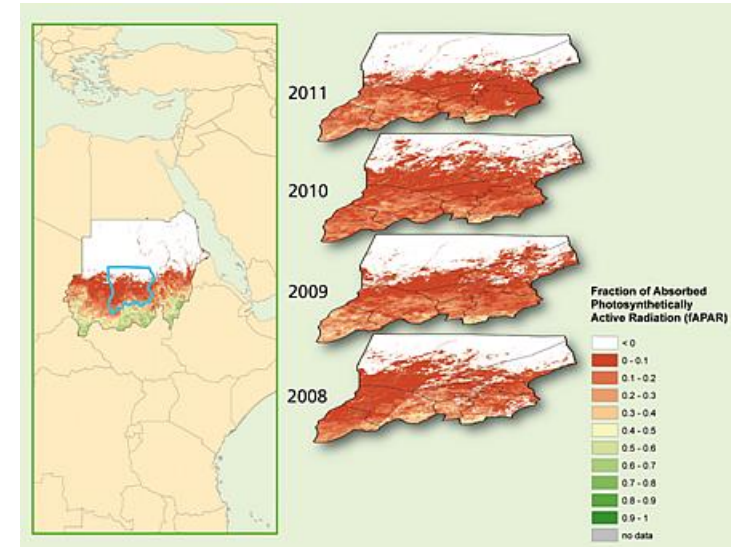 2011
2010
2009
2008
Fraction of Absorbed
Photosynthetically
Active Radiation (fAPAR)
< 0
0 - 0.1
0.1 - 0.2
0.2 - 0.3
0.3 - 0.4
0.4 - 0.5
0.5 - 0.6
0.6 - 0.7
0.7 - 0.8
0.8 - 0.9
0.9 - 1
no data